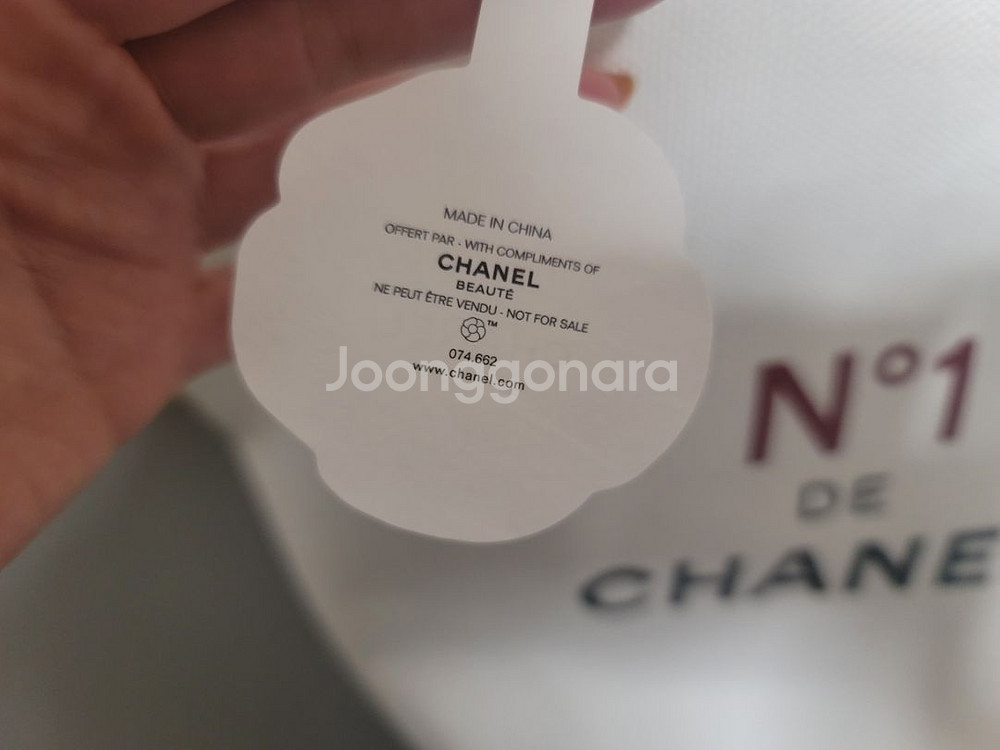 MADE IN CHINA
OFFERT PAR - WITH COMPLIMENTS OF
CHANEL
BEAUTÉ
NE PEUT ÊTRE VENDU - NOT FOR SALE
TM
074.662
www.chanel.com
Joonggonara
N°1
DE
CHANE